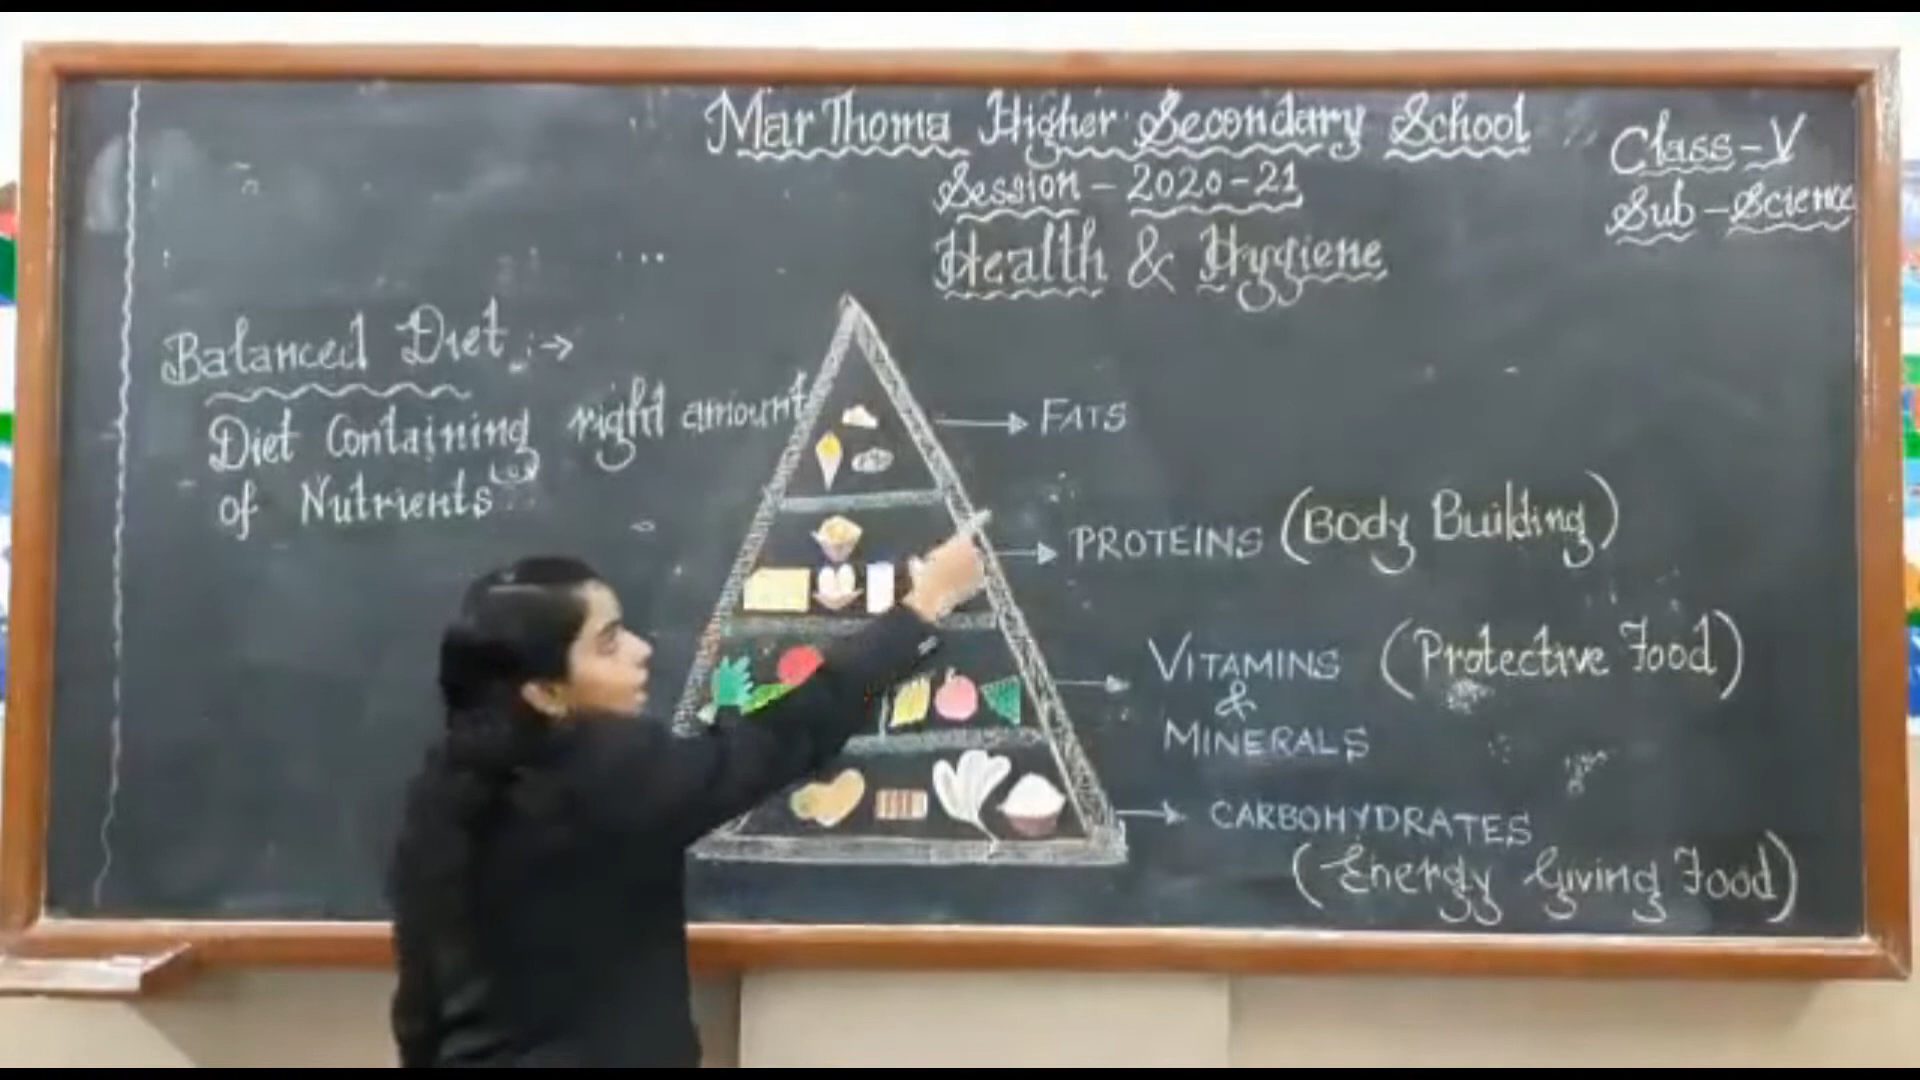 Mar Thoma Higher Secondary School
Session - 2020-21
Health & Hygiene
Class - V
Sub - Science
Balanced Diet :→
Diet Containing right amount
of Nutrients
FATS
PROTEINS (Body Building)
VITAMINS (Protective Food)
&
MINERALS
CARBOHYDRATES
(Energy Giving Food)